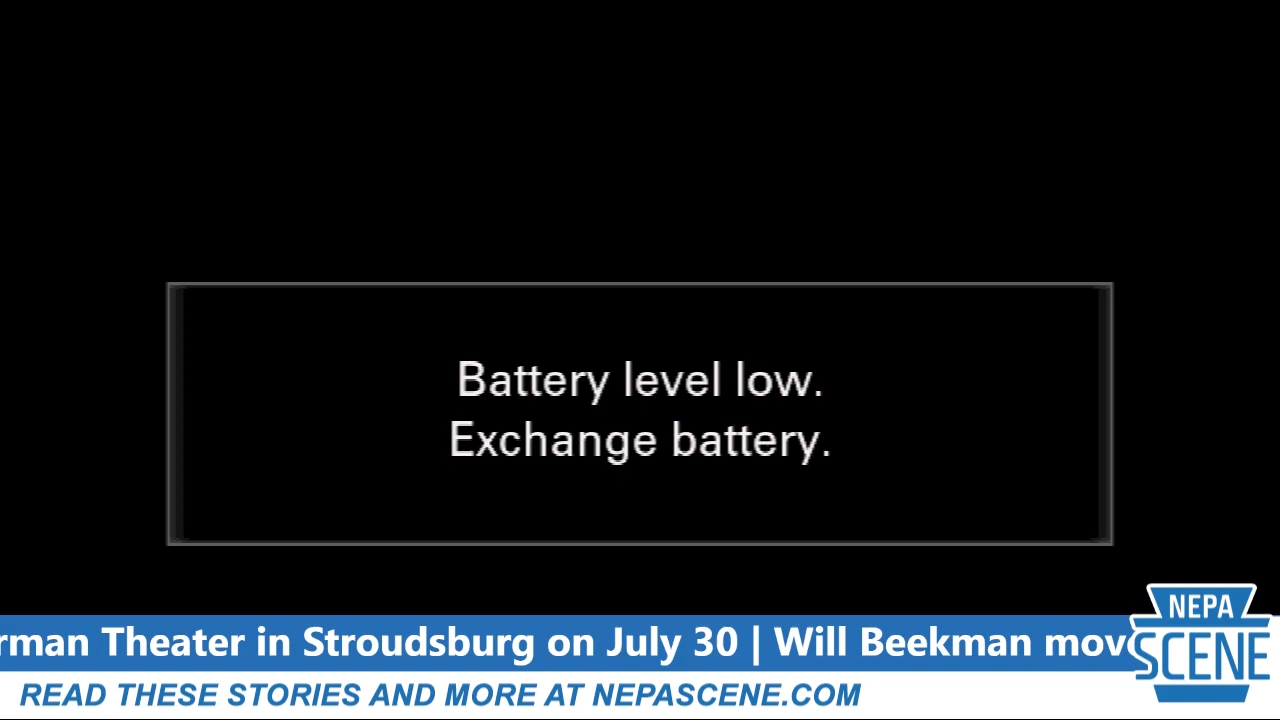 Battery level low.
Exchange battery.
rman Theater in Stroudsburg on July 30 | Will Beekman mov
NEPA
SCENE
READ THESE STORIES AND MORE AT NEPASCENE.COM